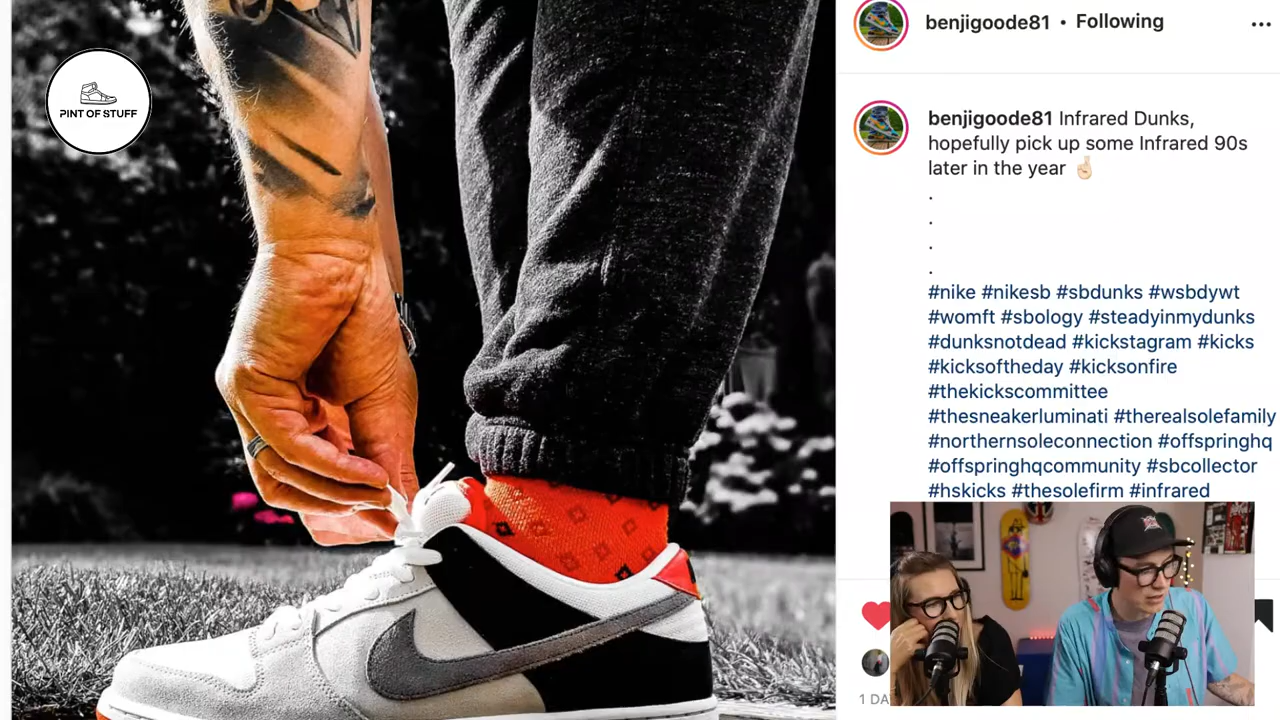 PINT OF STUFF
benjigoode81 • Following
benjigoode81 Infrared Dunks,
hopefully pick up some Infrared 90s
later in the year 🤞🏻
.
.
.
.
#nike #nikesb #sbdunks #wsbdywt
#womft #sbology #steadyinmydunks
#dunksnotdead #kickstagram #kicks
#kicksoftheday #kicksonfire
#thekickscommittee
#thesneakerluminati #therealsolefamily
#northernsoleconnection #offspringhq
#offspringhqcommunity #sbcollector
#hskicks #thesolefirm #infrared
1 DA